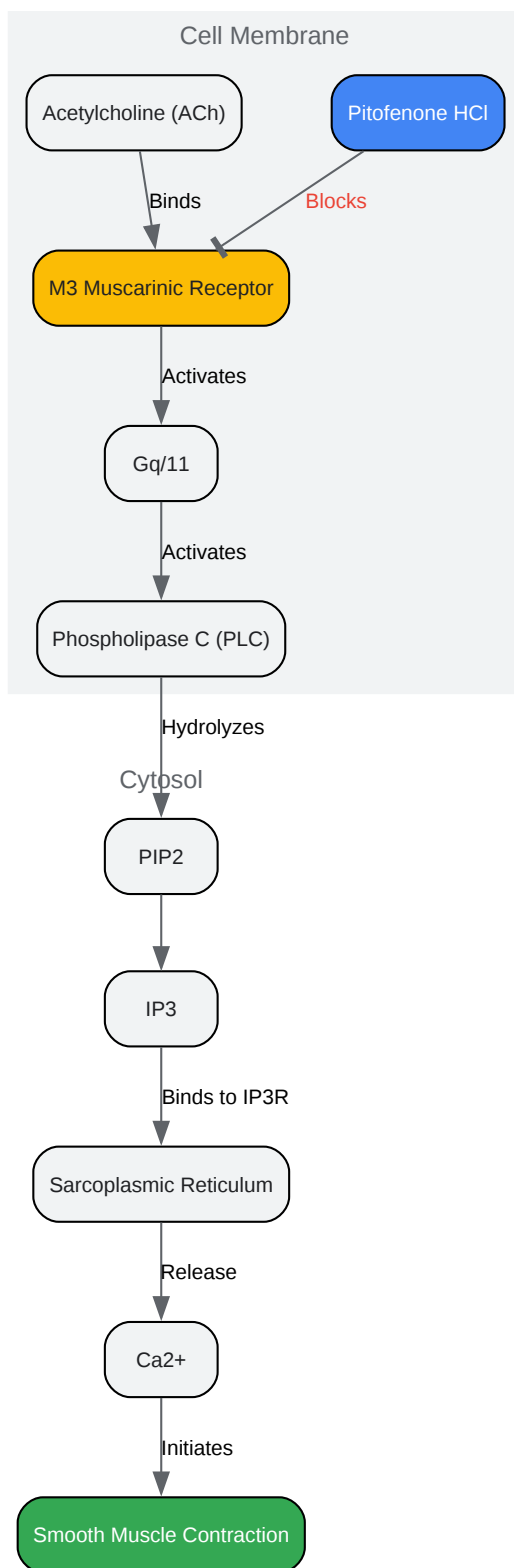 Cell Membrane
Acetylcholine (ACh)
Pitofenone HCl
Binds
Blocks
M3 Muscarinic Receptor
Activates
Gq/11
Activates
Phospholipase C (PLC)
Hydrolyzes
Cytosol
PIP2
IP3
Binds to IP3R
Sarcoplasmic Reticulum
Release
Ca2+
Initiates
Smooth Muscle Contraction